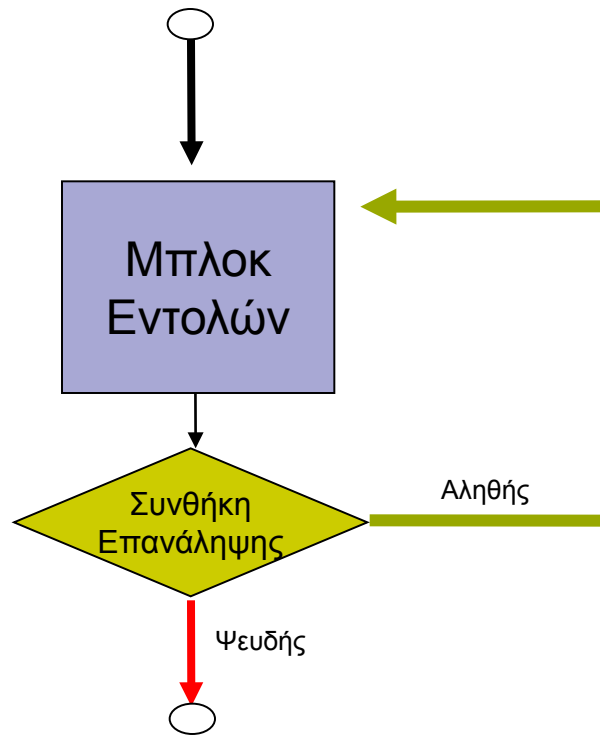 Μπλοκ
Εντολών
Συνθήκη
Επανάληψης
Αληθής
Ψευδής